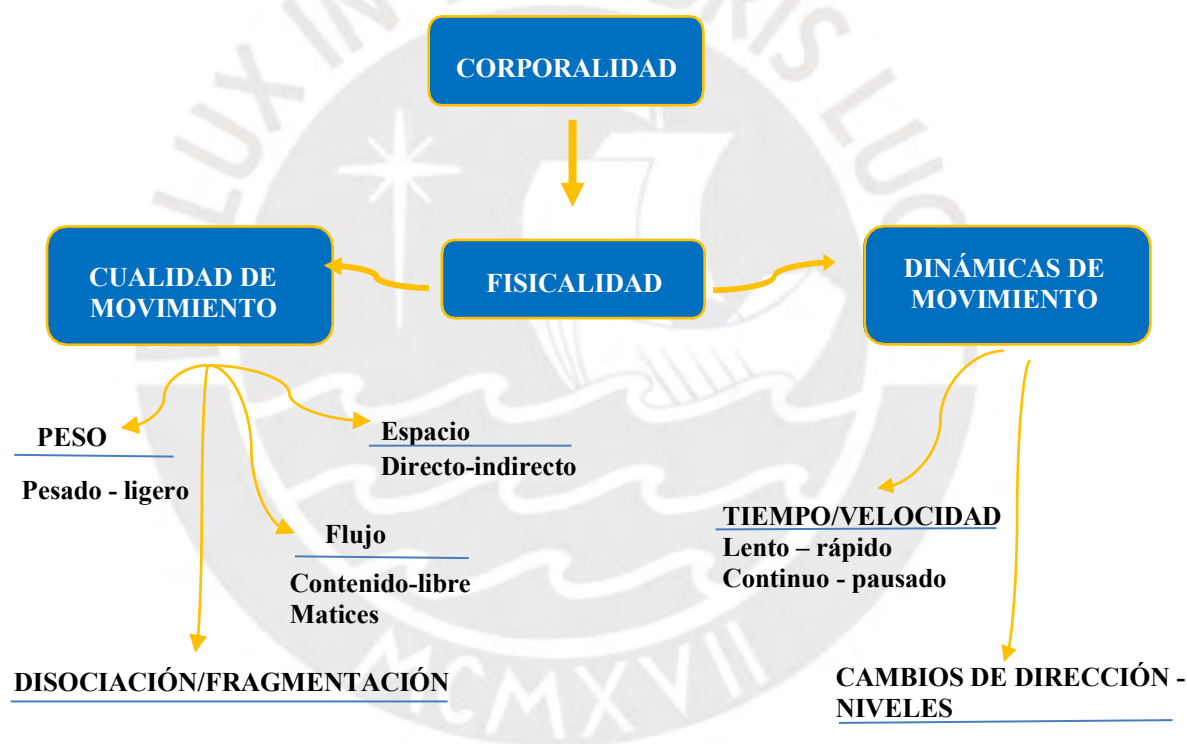 CORPORALIDAD
CUALIDAD DE
MOVIMIENTO
FISICALIDAD
DINÁMICAS DE
MOVIMIENTO
PESO
Pesado - ligero
Espacio
Directo-indirecto
Flujo
Contenido-libre
Matices
DISOCIACIÓN/FRAGMENTACIÓN
TIEMPO/VELOCIDAD
Lento – rápido
Continuo - pausado
CAMBIOS DE DIRECCIÓN -
NIVELES
MCMXVII